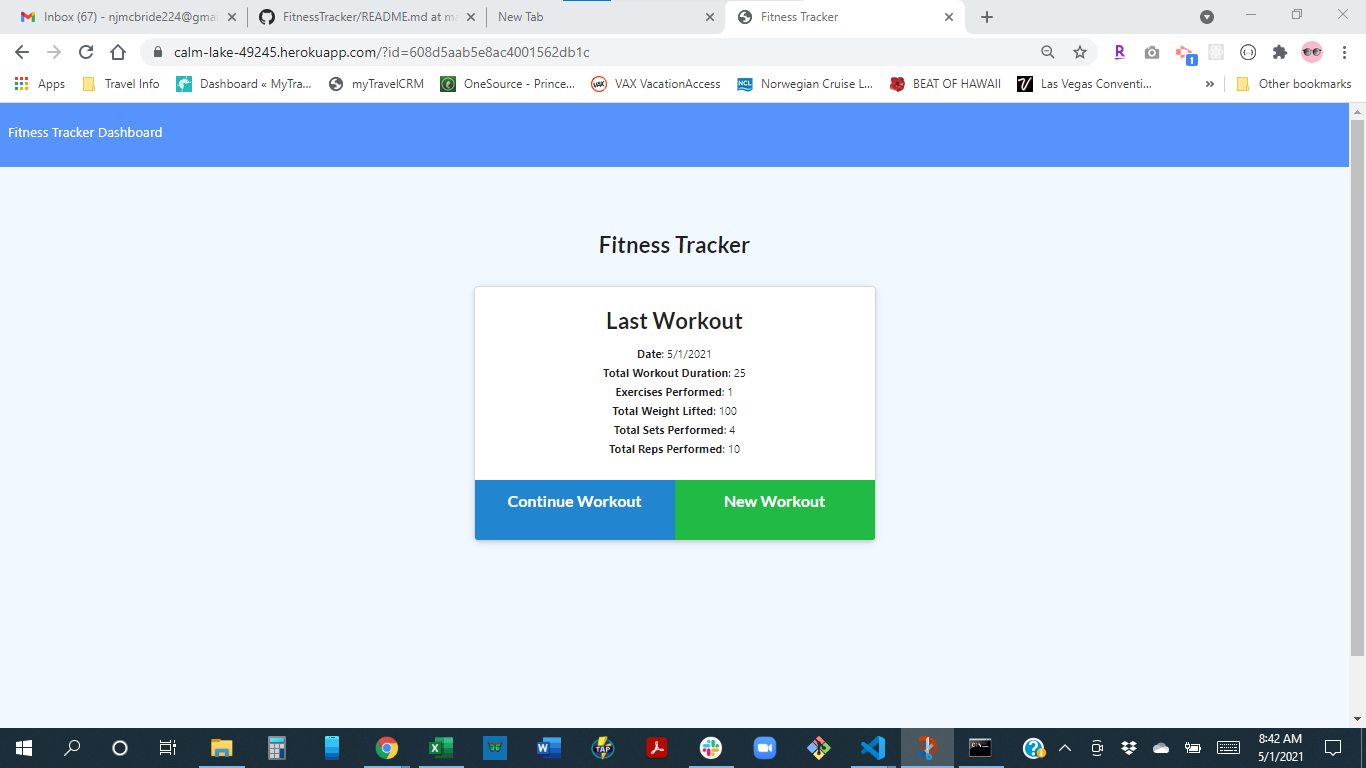 Inbox (67) - njmcbride224@gma
FitnessTracker/README.md at ma
New Tab
Fitness Tracker
calm-lake-49245.herokuapp.com/?id=608d5aab5e8ac4001562db1c
R
1
Apps
Travel Info
Dashboard « MyTra...
myTravelCRM
OneSource - Prince...
VAX VacationAccess
Norwegian Cruise L...
BEAT OF HAWAII
Las Vegas Conventi...
»
Other bookmarks
Fitness Tracker Dashboard
Fitness Tracker
Last Workout
Date: 5/1/2021
Total Workout Duration: 25
Exercises Performed: 1
Total Weight Lifted: 100
Total Sets Performed: 4
Total Reps Performed: 10
Continue Workout
New Workout
TAP
8:42 AM
5/1/2021